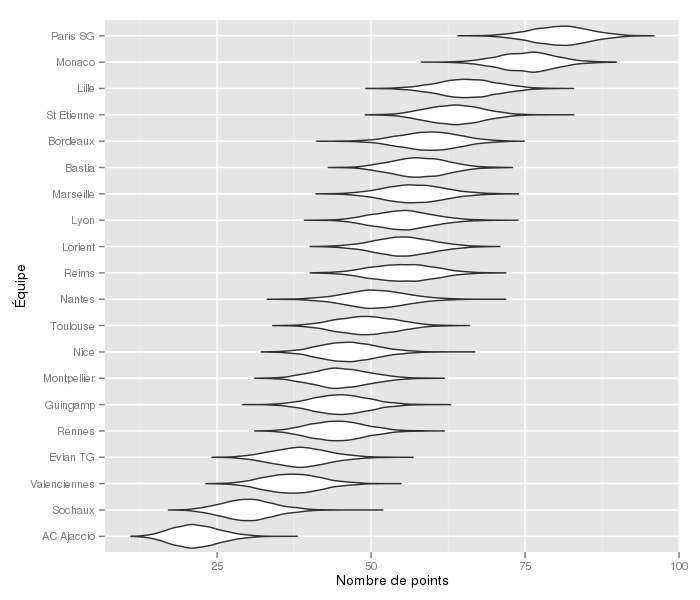 Équipe
Paris SG
Monaco
Lille
St Etienne
Bordeaux
Bastia
Marseille
Lyon
Lorient
Reims
Nantes
Toulouse
Nice
Montpellier
Guingamp
Rennes
Evian TG
Valenciennes
Sochaux
AC Ajaccio
25 50 75 100
Nombre de points